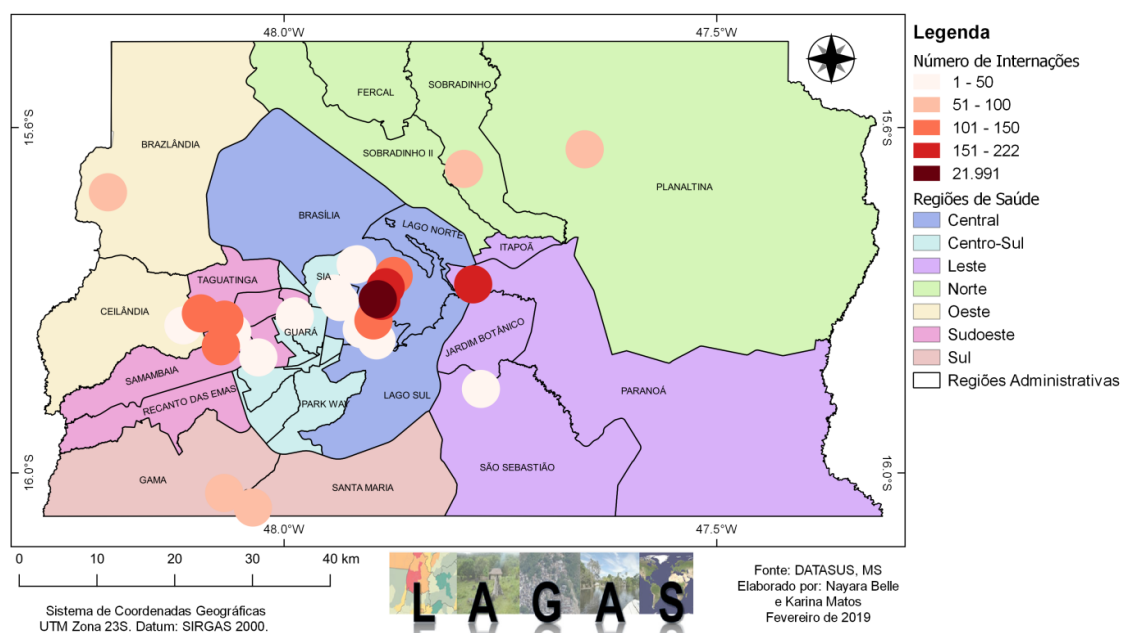 48.0°W
47.5°W
15.6°S
15.6°S
FERCAL
SOBRADINHO
BRAZLÂNDIA
SOBRADINHO II
PLANALTINA
BRASÍLIA
LAGO NORTE
ITAPOÃ
TAGUATINGA
SIA
CEILÂNDIA
GUARÁ
JARDIM BOTÂNICO
SAMAMBAIA
PARANOÁ
RECANTO DAS EMAS
PARK WAY
LAGO SUL
SÃO SEBASTIÃO
GAMA
SANTA MARIA
16.0°S
16.0°S
48.0°W
47.5°W
Legenda
Número de Internações
1 - 50
51 - 100
101 - 150
151 - 222
21.991
Regiões de Saúde
Central
Centro-Sul
Leste
Norte
Oeste
Sudoeste
Sul
Regiões Administrativas
0 10 20 30 40 km
Sistema de Coordenadas Geográficas
UTM Zona 23S. Datum: SIRGAS 2000.
LAGAS
Fonte: DATASUS, MS
Elaborado por: Nayara Belle
e Karina Matos
Fevereiro de 2019